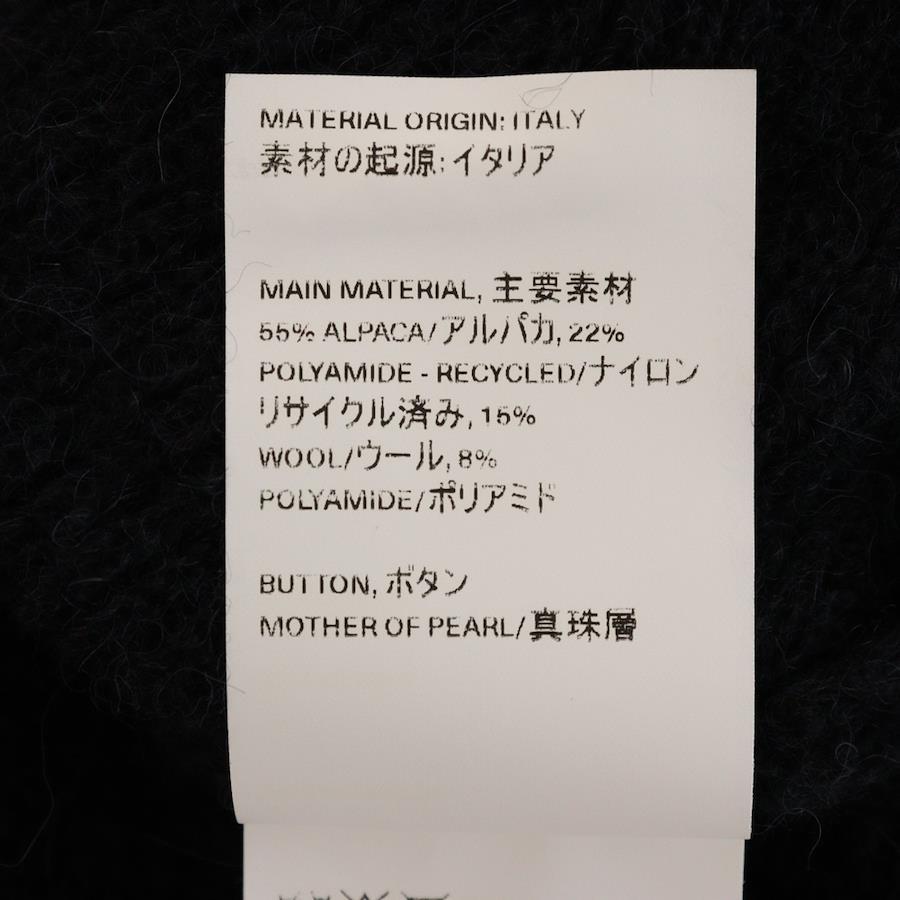 MATERIAL ORIGIN: ITALY
素材の起源: イタリア
MAIN MATERIAL, 主要素材
55% ALPACA/アルパカ, 22%
POLYAMIDE - RECYCLED/ナイロン
リサイクル済み, 15%
WOOL/ウール, 8%
POLYAMIDE/ポリアミド
BUTTON, ボタン
MOTHER OF PEARL/真珠層